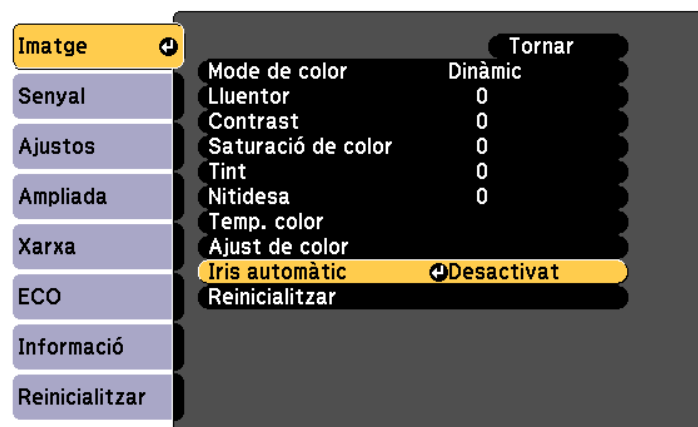 Imatge
Senyal
Ajustos
Ampliada
Xarxa
ECO
Informació
Reinicialitzar
Tornar
Mode de color Dinàmic
Lluentor 0
Contrast 0
Saturació de color 0
Tint 0
Nitidesa 0
Temp. color
Ajust de color
Iris automàtic Desactivat
Reinicialitzar